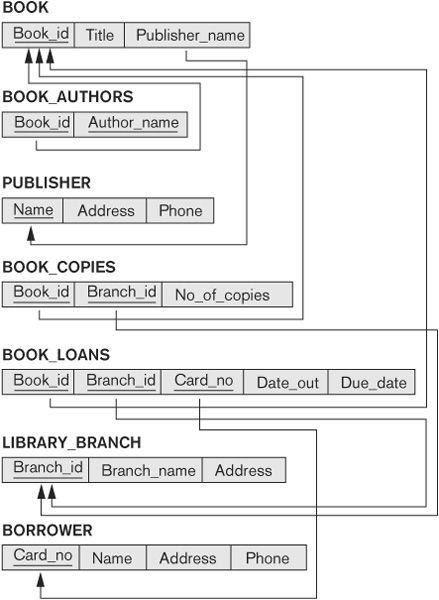 BOOK
Book_id Title Publisher_name
BOOK_AUTHORS
Book_id Author_name
PUBLISHER
Name Address Phone
BOOK_COPIES
Book_id Branch_id No_of_copies
BOOK_LOANS
Book_id Branch_id Card_no Date_out Due_date
LIBRARY_BRANCH
Branch_id Branch_name Address
BORROWER
Card_no Name Address Phone